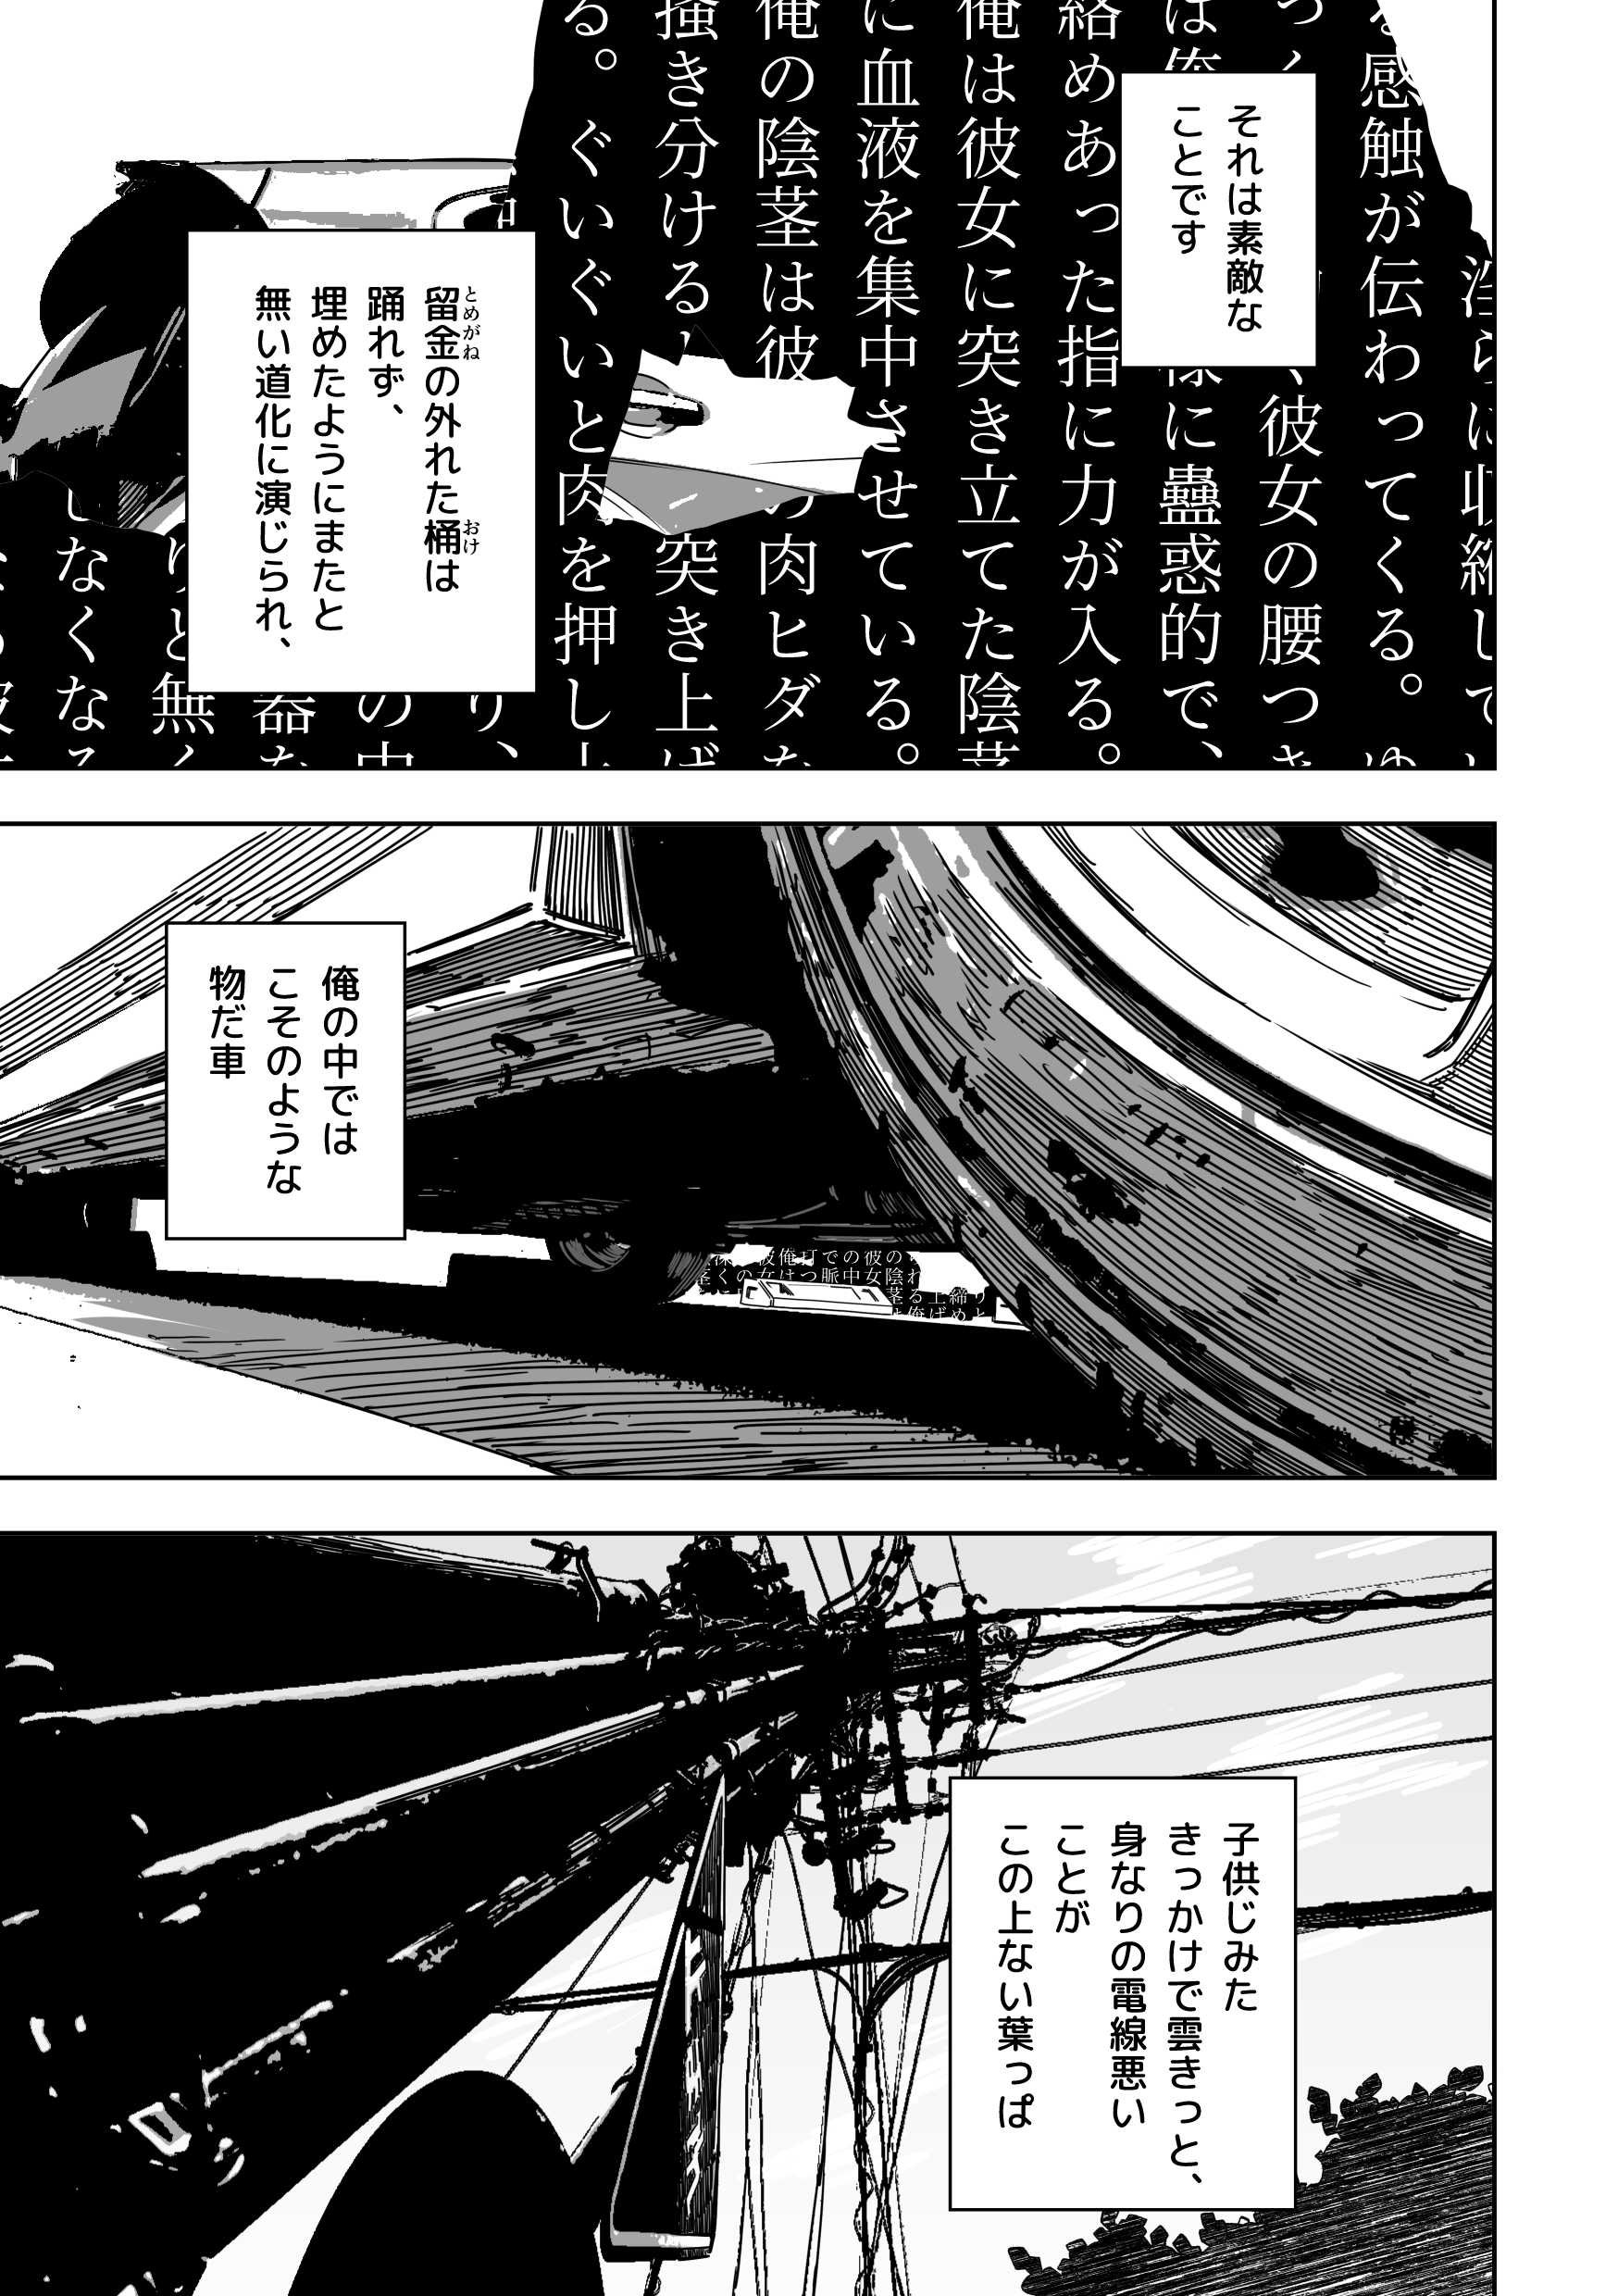 それは素敵な
ことです
留金の外れた桶は
とめがね
おけ
踊れず、
埋めたようにまたと
無い道化に演じられ、
感触が伝わってくる。
彼女の腰つき
蠱惑的で、
絡めあった指に力が入る。
俺は彼女に突き立てた陰茎
に血液を集中させている。
俺の陰茎は彼
肉ヒダ
掻き分ける
突き上げ
る。ぐいぐいと肉を押し
なくなる
俺の中では
こそのような
物だ車
子供じみた
きっかけで雲きっと、
身なりの電線悪い
ことが
この上ない葉っぱ